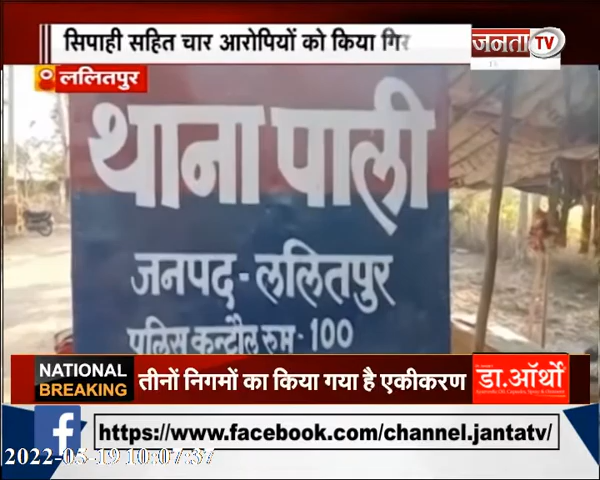 सिपाही सहित चार आरोपियों को किया गिर
जनता TV
ललितपुर
थाना पाली
जनपद - ललितपुर
पुलिस कन्ट्रौल रुम - 100
NATIONAL BREAKING
तीनों निगमों का किया गया है एकीकरण
डा.ऑर्थो
https://www.facebook.com/channel.jantatv/